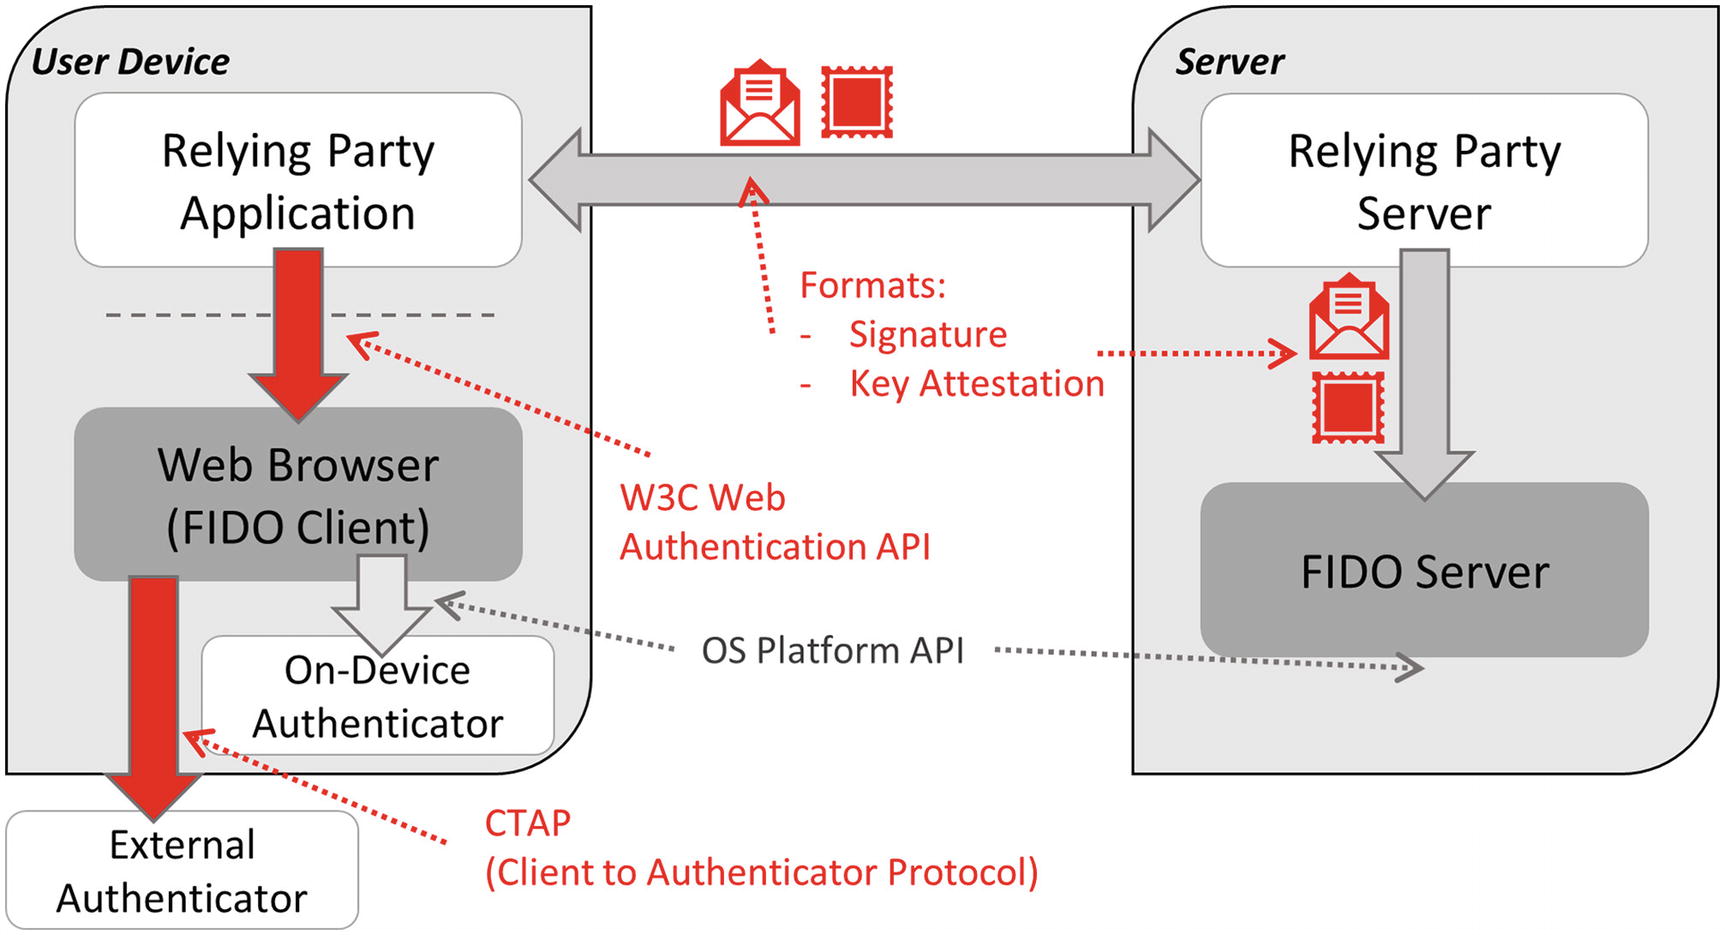 User Device
Relying Party
Application
Web Browser
(FIDO Client)
On-Device
Authenticator
External
Authenticator
Formats:
- Signature
- Key Attestation
W3C Web
Authentication API
OS Platform API
CTAP
(Client to Authenticator Protocol)
Server
Relying Party
Server
FIDO Server